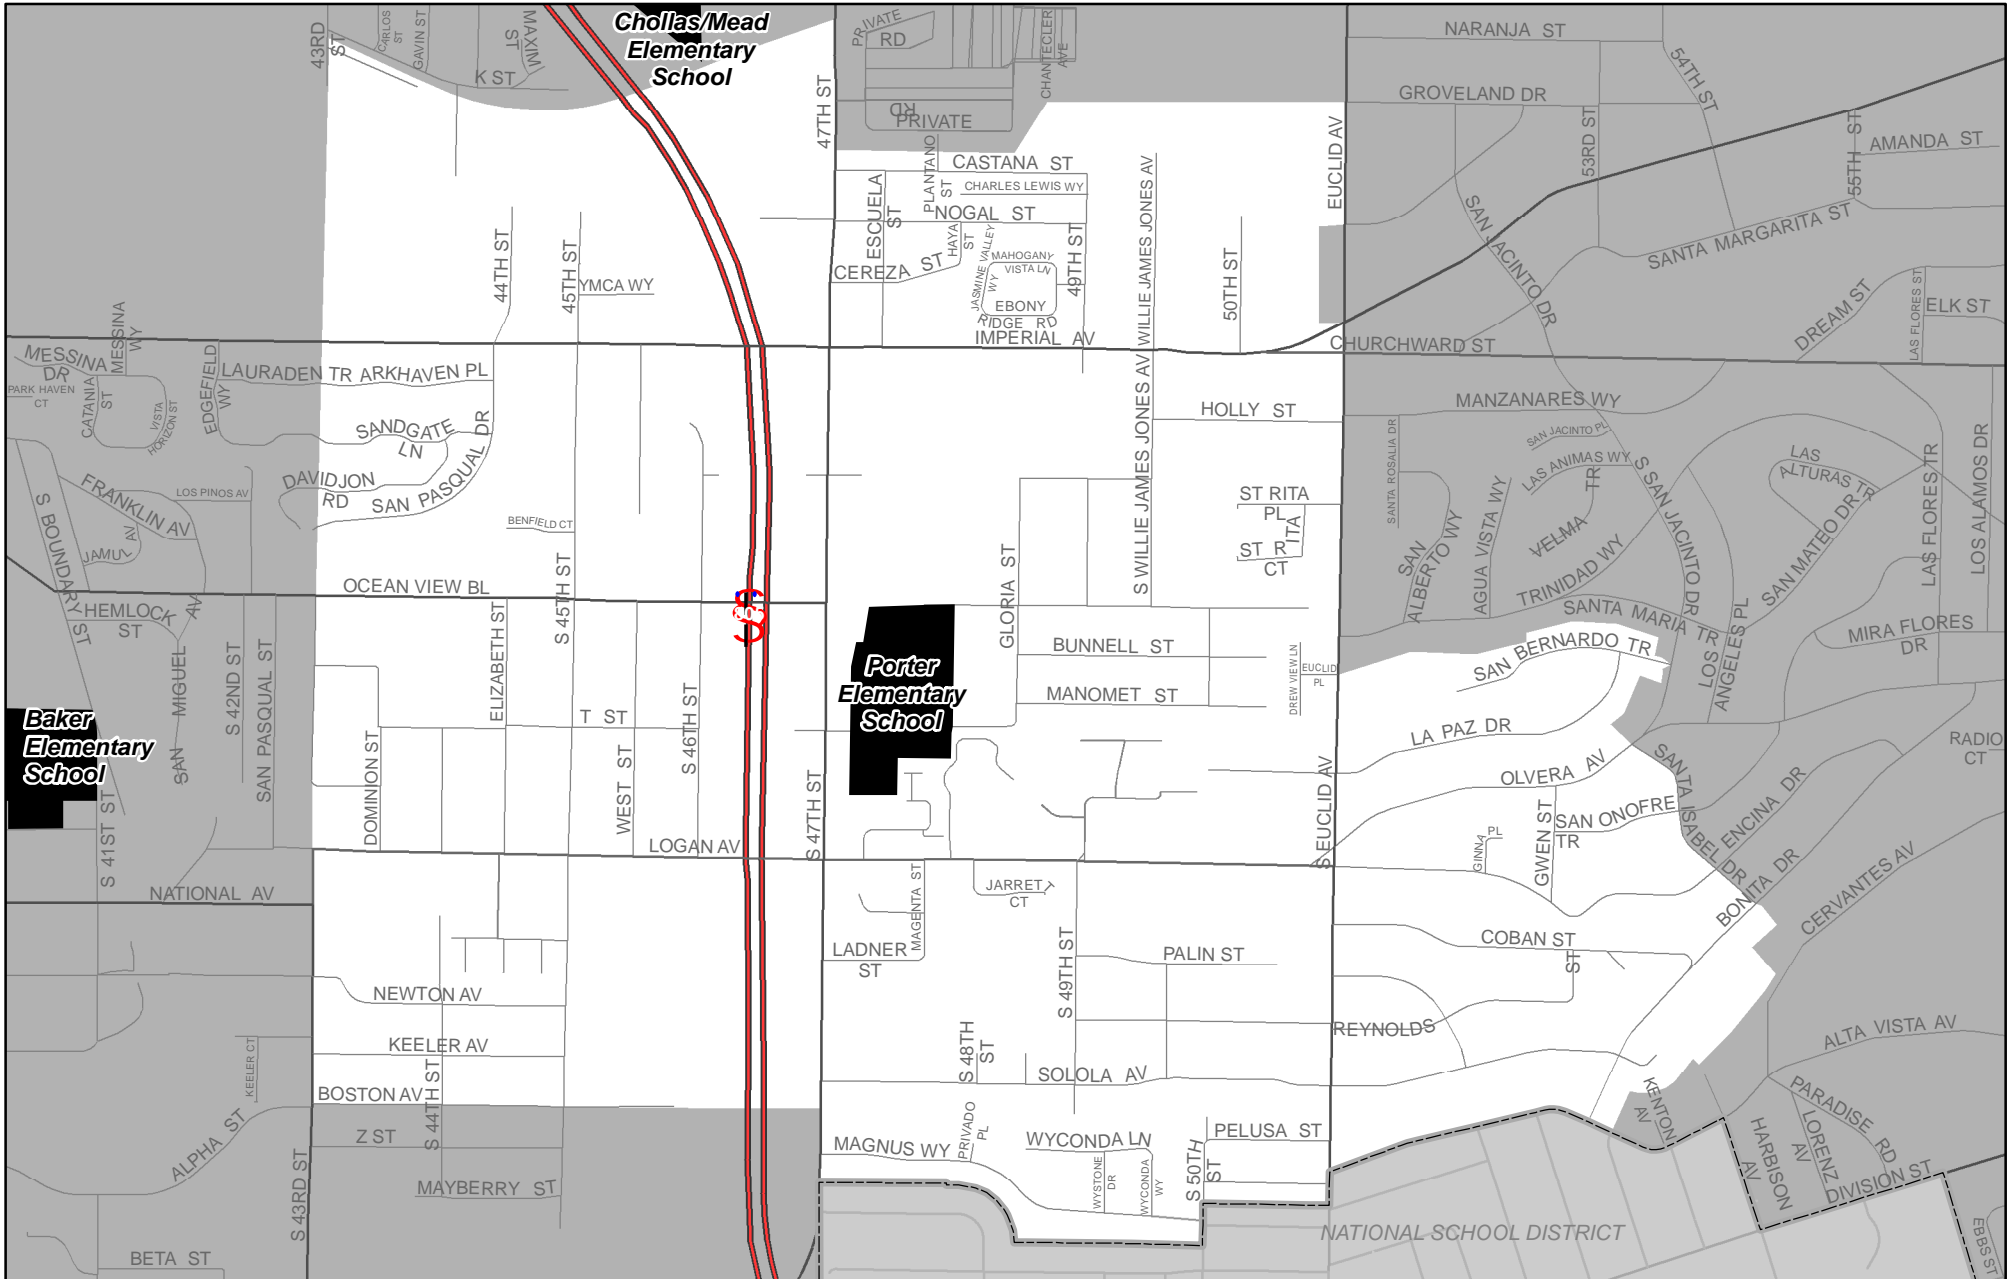 Chollas/Mead
Elementary
School
43RD
ST
CARLOS
ST
GAVIN ST
MAXIM
ST
K ST
47TH ST
PRIVATE
RD
CHANTECLER
AVE
RD
PRIVATE
NARANJA ST
54TH ST
GROVELAND DR
53RD ST
55TH ST
AMANDA ST
EUCLID AV
CASTANA ST
PLANTANO
ST
CHARLES LEWIS WY
ESCUELA
ST
NOGAL ST
HAYA
ST
CEREZA ST
JASMINE VALLEY
WY
MAHOGANY
VISTA LN
EBONY
RIDGE RD
49TH ST
WILLIE JAMES JONES AV
50TH ST
IMPERIAL AV
SAN JACINTO DR
SANTA MARGARITA ST
DREAM ST
LAS FLORES ST
ELK ST
CHURCHWARD ST
44TH ST
45TH ST
YMCA WY
MESSINA
WY
MESSINA
DR
PARK HAVEN
CT
CATANIA
ST
VISTA
HORIZON ST
EDGEFIELD
WY
LAURADEN TR
ARKHAVEN PL
SANDGATE
LN
DAVIDJON
RD
SAN PASQUAL DR
LOS PINOS AV
FRANKLIN AV
JAMUL AV
S BOUNDARY ST
BENFIELD CT
HOLLY ST
S WILLIE JAMES JONES AV
ST RITA
PL
ST RITA
CT
MANZANARES WY
SANTA ROSALIA DR
SAN JACINTO PL
LAS ANIMAS WY
VELMA
TR
AGUA VISTA WY
SAN
ALBERTO WY
TRINIDAD WY
S SAN JACINTO DR
LAS
ALTURAS TR
SAN MATEO DR
LAS FLORES TR
LOS ALAMOS DR
OCEAN VIEW BL
HEMLOCK
ST
SAN MIGUEL AV
S 42ND ST
SAN PASQUAL ST
ELIZABETH ST
S 45TH ST
GLORIA ST
BUNNELL ST
MANOMET ST
DREW VIEW LN
EUCLID
PL
SANTA MARIA TR
LOS
ANGELES PL
MIRA FLORES
DR
SAN BERNARDO TR
Porter
Elementary
School
Baker
Elementary
School
T ST
S 46TH ST
WEST ST
DOMINION ST
S 41ST ST
NATIONAL AV
LOGAN AV
S 47TH ST
S EUCLID AV
LA PAZ DR
OLVERA AV
GWEN ST
SAN ONOFRE
TR
GINNA
PL
SANTA ISABEL DR
ENCINA DR
BONITA DR
CERVANTES AV
RADIO
CT
MAGENTA ST
JARRETT
CT
LADNER
ST
S 49TH ST
PALIN ST
COBAN ST
REYNOLDS
ST
NEWTON AV
KEELER AV
KEELER CT
BOSTON AV
S 44TH ST
Z ST
ALPHA ST
MAYBERRY ST
S 43RD ST
BETA ST
S 48TH
ST
SOLOLA AV
MAGNUS WY
PRIVADO
PL
WYCONDA LN
WYSTONE
DR
WYCONDA
WY
S 50TH
ST
PELUSA ST
KENTON
AV
ALTA VISTA AV
PARADISE RD
LORENZ
AV
HARBISON
AV
DIVISION ST
NATIONAL SCHOOL DISTRICT
EBBS ST